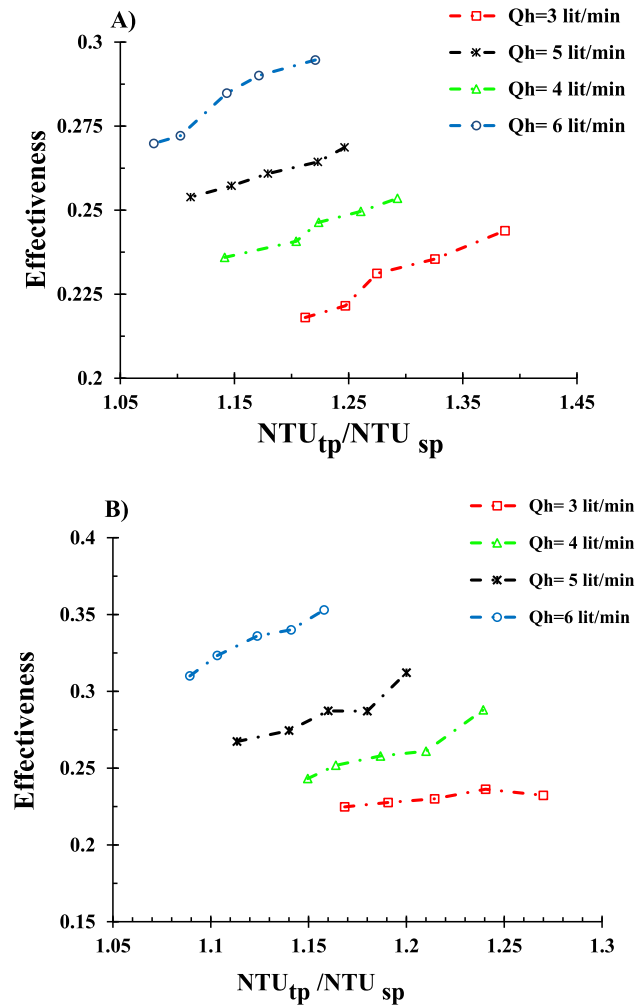 A)
Qh=3 lit/min
Qh= 5 lit/min
Qh= 4 lit/min
Qh= 6 lit/min
0.3
0.275
0.25
0.225
0.2
Effectiveness
1.05 1.15 1.25 1.35 1.45
NTUtp/NTU sp
B)
Qh= 3 lit/min
Qh= 4 lit/min
Qh= 5 lit/min
Qh=6 lit/min
0.4
0.35
0.3
0.25
0.2
0.15
Effectiveness
1.05 1.1 1.15 1.2 1.25 1.3
NTUtp /NTU sp